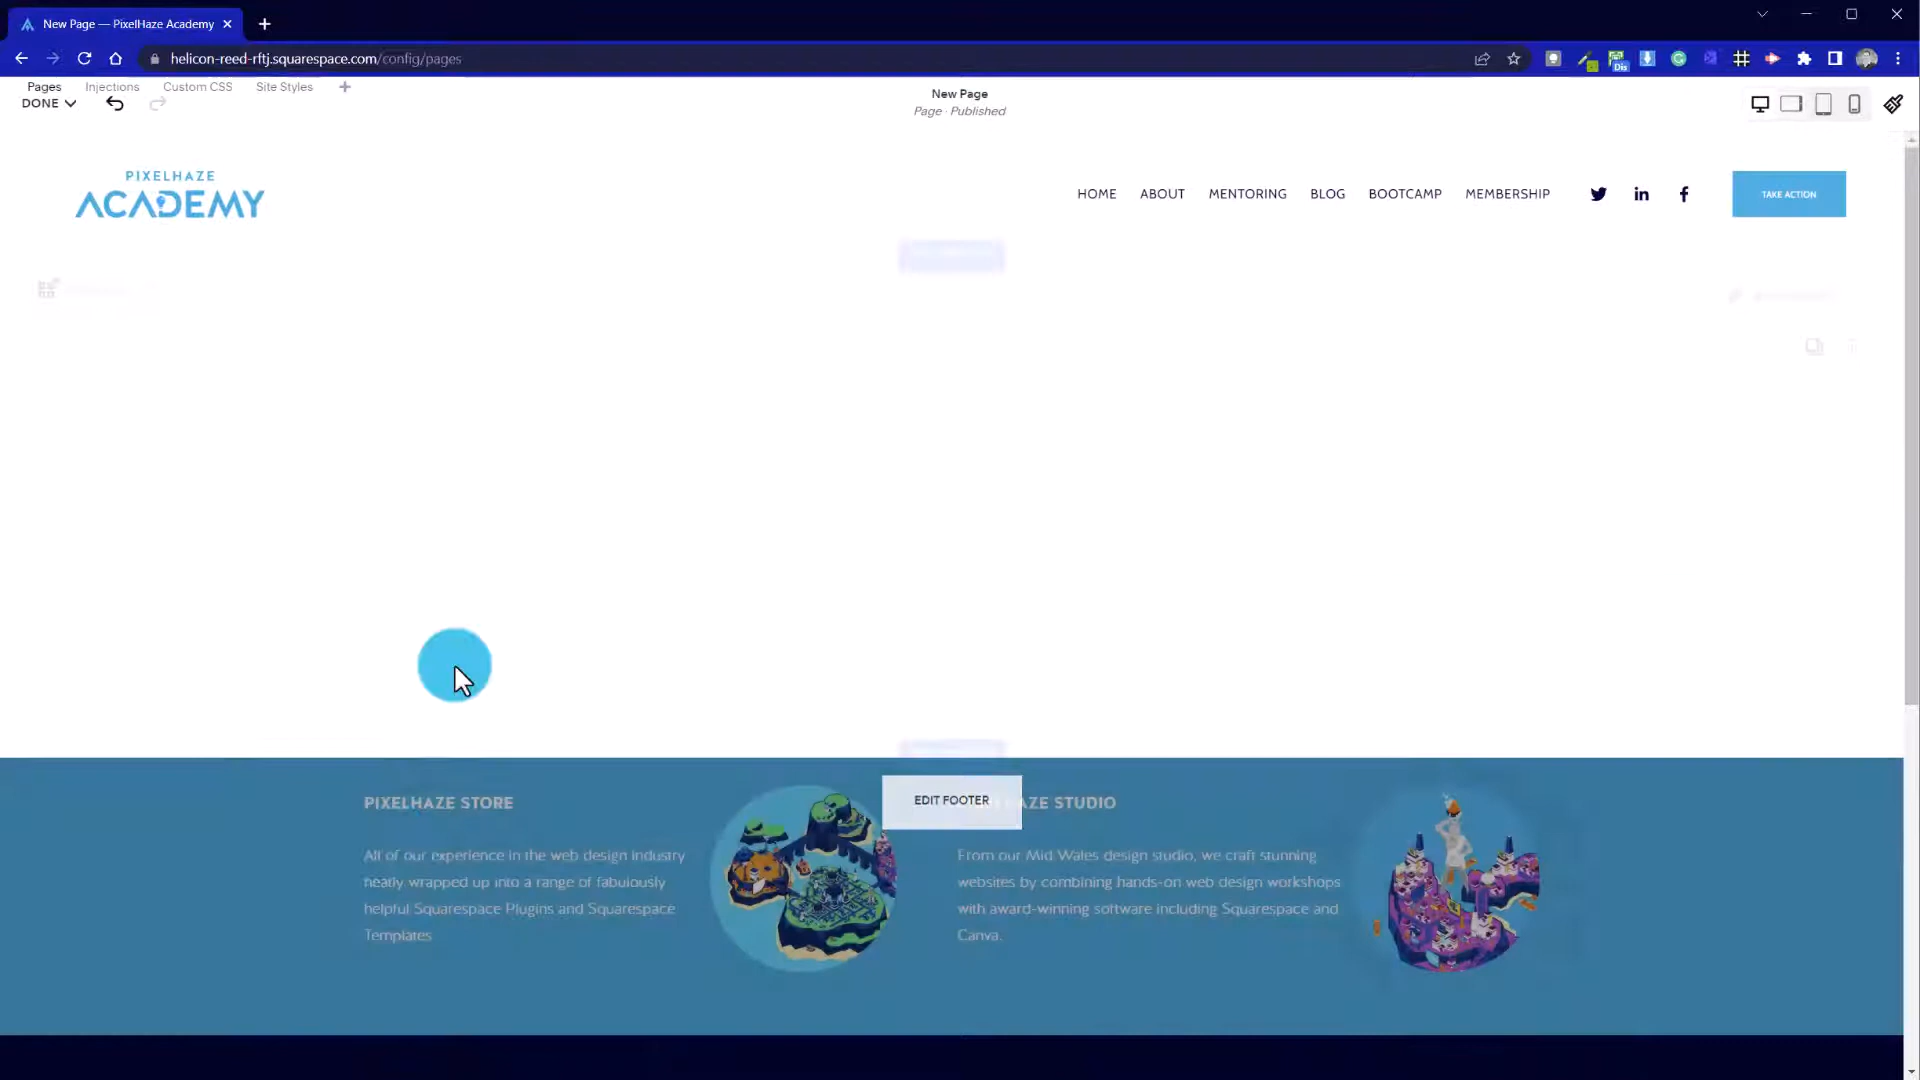 New Page — PixelHaze Academy
helicon-reed-rftj.squarespace.com/config/pages
Dis
Pages Injections Custom CSS Site Styles +
DONE
New Page
Page · Published
PIXELHAZE
ACADEMY
HOME ABOUT MENTORING BLOG BOOTCAMP MEMBERSHIP
TAKE ACTION
EDIT FOOTER
PIXELHAZE STORE
All of our experience in the web design industry
neatly wrapped up into a range of fabulously
helpful Squarespace Plugins and Squarespace
Templates
AZE STUDIO
From our Mid Wales design studio, we craft stunning
websites by combining hands-on web design workshops
with award-winning software including Squarespace and
Canva.